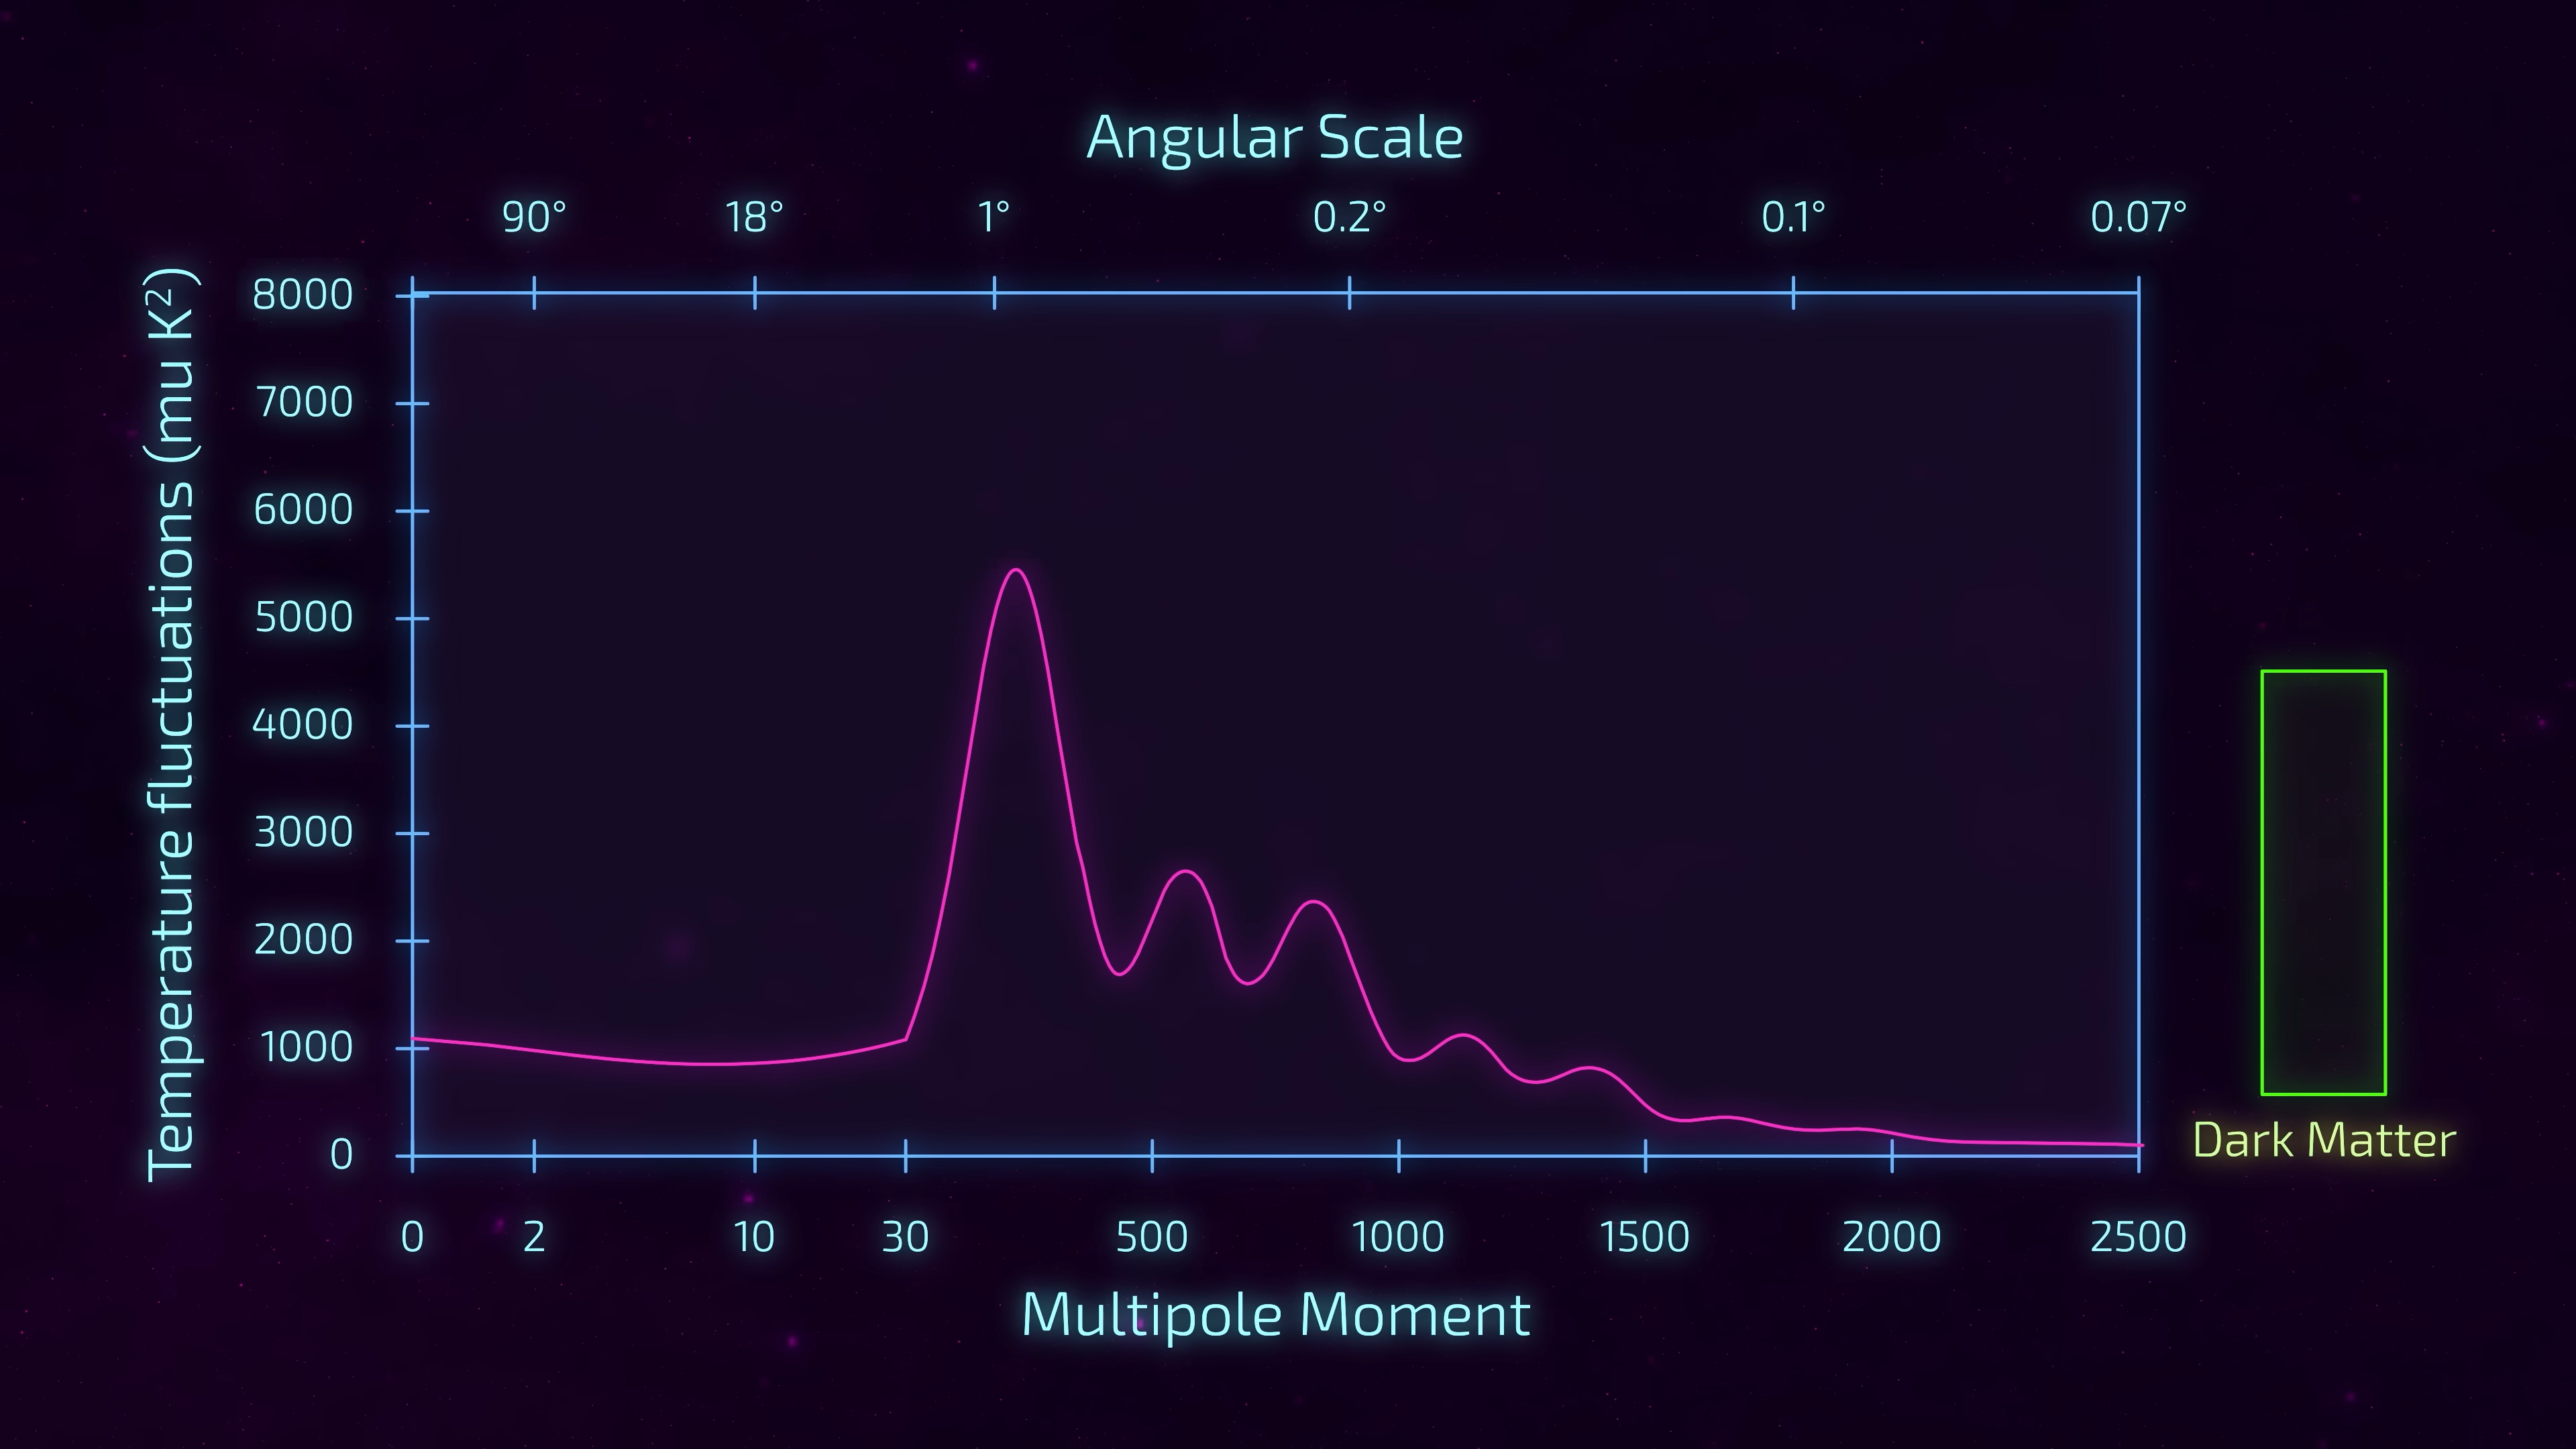 Angular Scale
90° 18° 1° 0.2° 0.1° 0.07°
Temperature fluctuations (mu K²)
8000
7000
6000
5000
4000
3000
2000
1000
0
Dark Matter
0 2 10 30 500 1000 1500 2000 2500
Multipole Moment